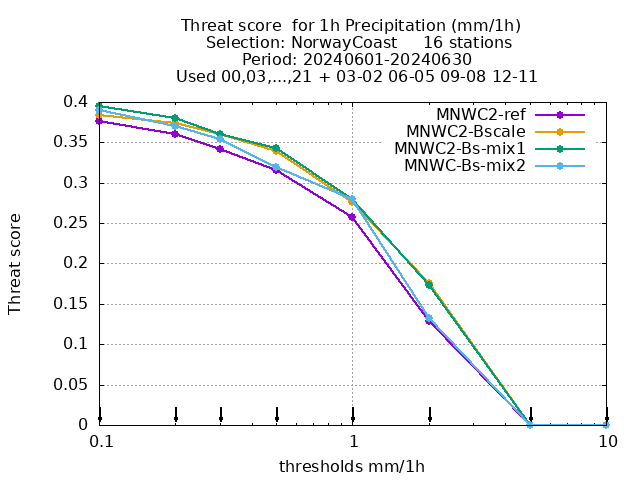 Threat score  for 1h Precipitation (mm/1h)
Selection: NorwayCoast     16 stations
Period: 20240601-20240630
Used 00,03,...,21 + 03-02 06-05 09-08 12-11
MNWC2-ref
MNWC2-Bscale
MNWC2-Bs-mix1
MNWC-Bs-mix2
0.4
0.35
0.3
0.25
0.2
0.15
0.1
0.05
0
Threat score
0.1
1
10
thresholds mm/1h